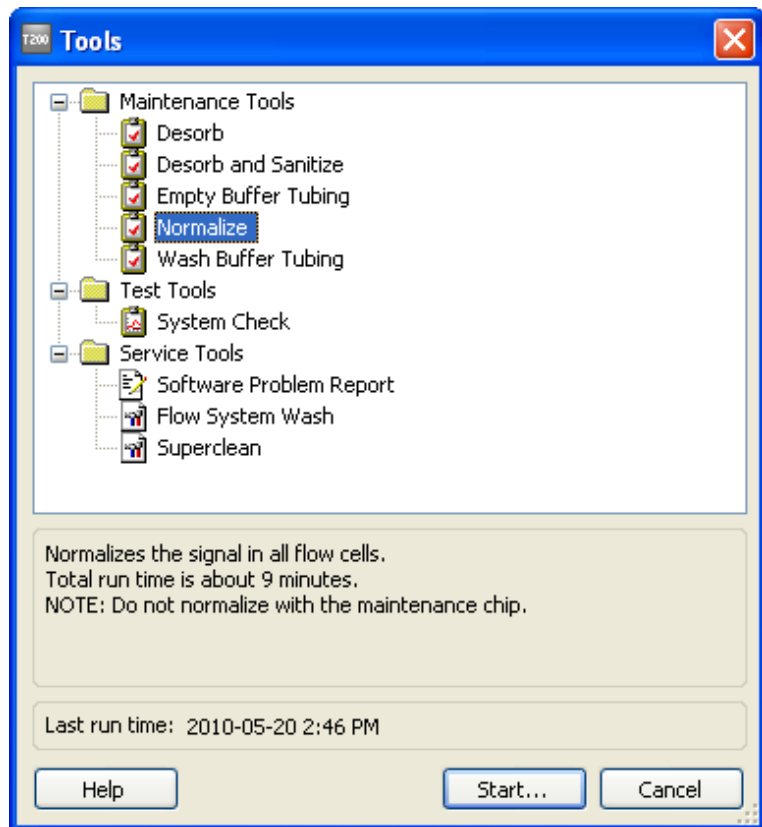 T200 Tools
Maintenance Tools
Desorb
Desorb and Sanitize
Empty Buffer Tubing
Normalize
Wash Buffer Tubing
Test Tools
System Check
Service Tools
Software Problem Report
Flow System Wash
Superclean
Normalizes the signal in all flow cells.
Total run time is about 9 minutes.
NOTE: Do not normalize with the maintenance chip.
Last run time: 2010-05-20 2:46 PM
Help Start... Cancel